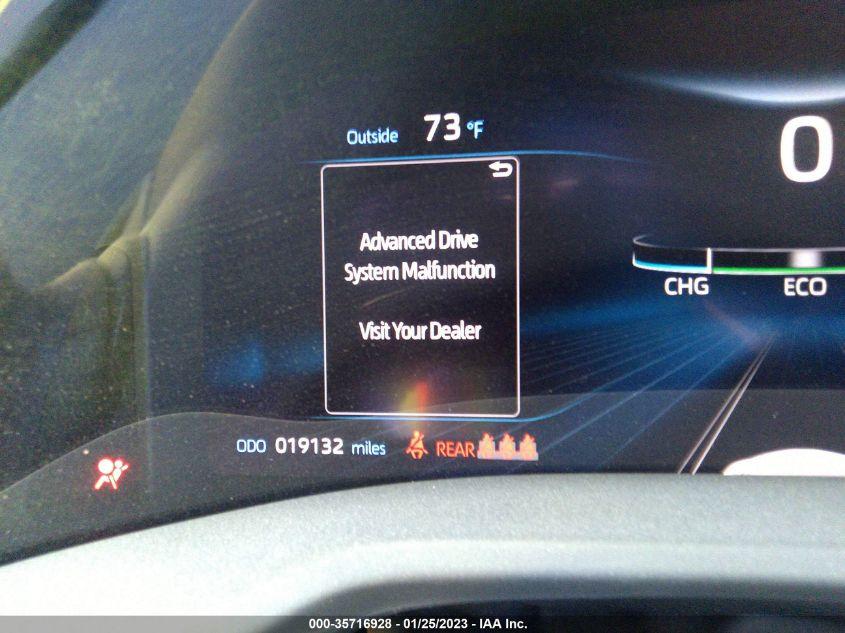 Outside 73 °F
0
Advanced Drive
System Malfunction
Visit Your Dealer
CHG ECO
ODO 019132 miles REAR
000-35716928 - 01/25/2023 - IAA Inc.